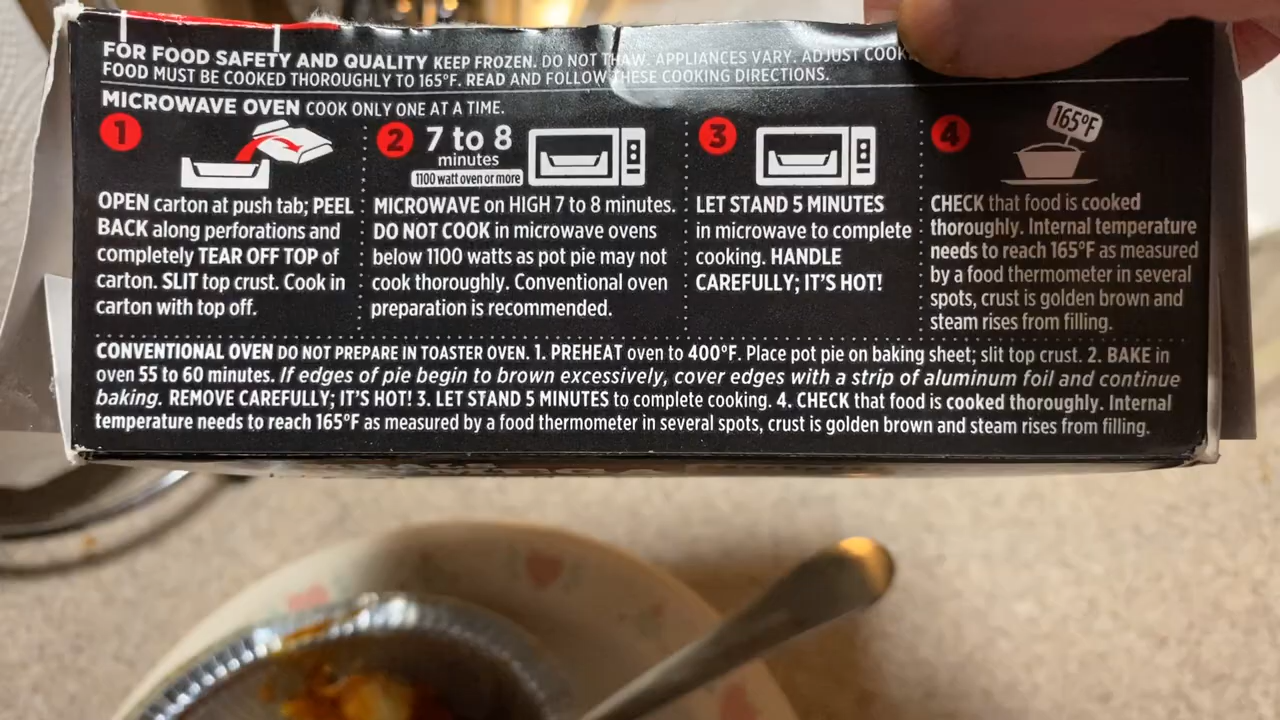 FOR FOOD SAFETY AND QUALITY KEEP FROZEN. DO NOT THAW. APPLIANCES VARY. ADJUST
FOOD MUST BE COOKED THOROUGHLY TO 165°F. READ AND FOLLOW THESE COOKING DIRECTIONS.
MICROWAVE OVEN COOK ONLY ONE AT A TIME.
1
OPEN carton at push tab; PEEL
BACK along perforations and
completely TEAR OFF TOP of
carton. SLIT top crust. Cook in
carton with top off.
2
7 to 8
minutes
1100 watt oven or more
MICROWAVE on HIGH 7 to 8 minutes.
DO NOT COOK in microwave ovens
below 1100 watts as pot pie may not
cook thoroughly. Conventional oven
preparation is recommended.
3
LET STAND 5 MINUTES
in microwave to complete
cooking. HANDLE
CAREFULLY; IT'S HOT!
4
165°F
CHECK that food is cooked
thoroughly. Internal temperature
needs to reach 165°F as measured
by a food thermometer in several
spots, crust is golden brown and
steam rises from filling.
CONVENTIONAL OVEN DO NOT PREPARE IN TOASTER OVEN. 1. PREHEAT oven to 400°F. Place pot pie on baking sheet; slit top crust. 2. BAKE in
oven 55 to 60 minutes. If edges of pie begin to brown excessively, cover edges with a strip of aluminum foil and continue
baking. REMOVE CAREFULLY; IT'S HOT! 3. LET STAND 5 MINUTES to complete cooking. 4. CHECK that food is cooked thoroughly. Internal
temperature needs to reach 165°F as measured by a food thermometer in several spots, crust is golden brown and steam rises from filling.